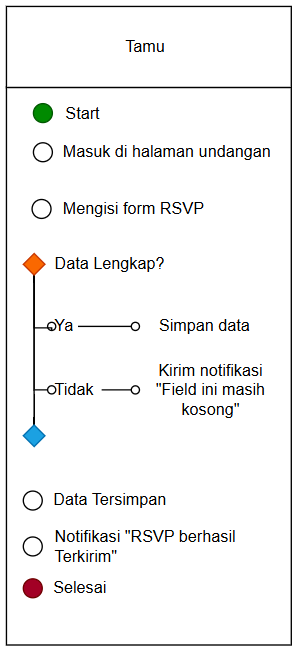 Tamu
Start
Masuk di halaman undangan
Mengisi form RSVP
Data Lengkap?
Ya
Simpan data
Tidak
Kirim notifikasi
"Field ini masih
kosong"
Data Tersimpan
Notifikasi "RSVP berhasil
Terkirim"
Selesai